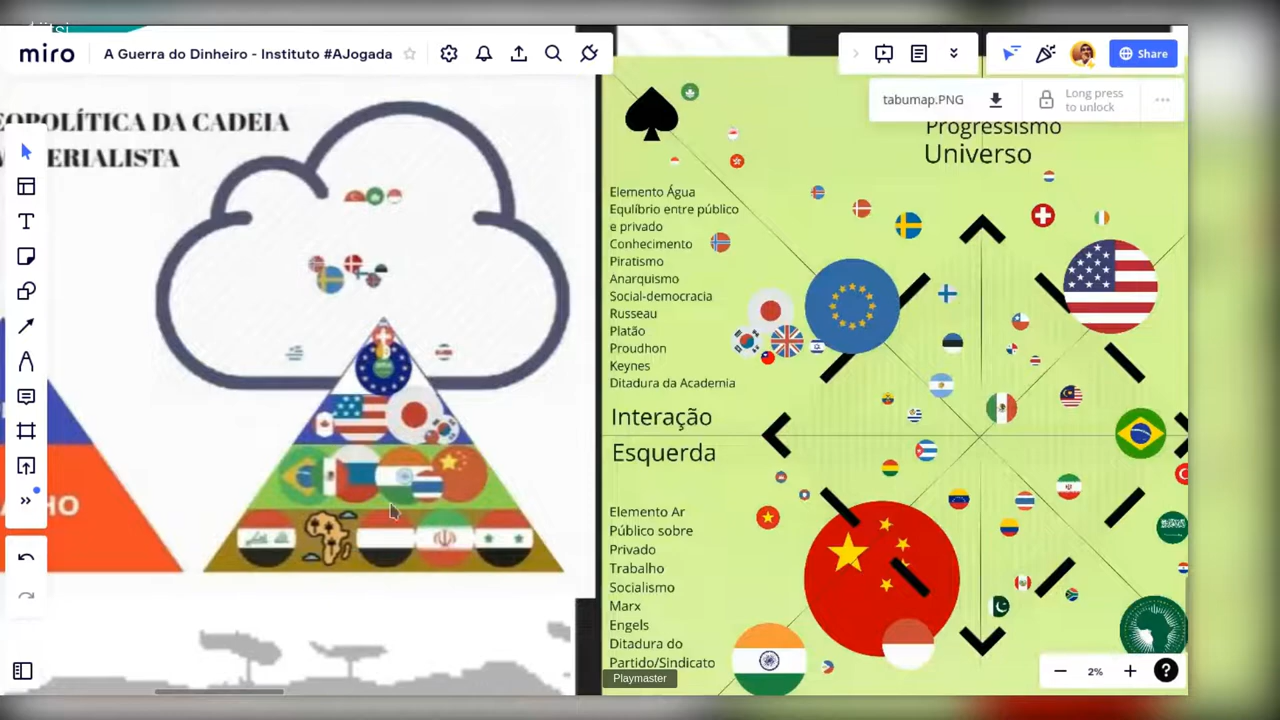 miro
A Guerra do Dinheiro - Instituto #AJogada
Share
tabumap.PNG
Long press
to unlock
EOPOLÍTICA DA CADEIA
ERIALISTA
HO
Progressismo
Universo
Elemento Água
Equlíbrio entre público
e privado
Conhecimento
Piratismo
Anarquismo
Social-democracia
Russeau
Platão
Proudhon
Keynes
Ditadura da Academia
Interação
Esquerda
Elemento Ar
Público sobre
Privado
Trabalho
Socialismo
Marx
Engels
Ditadura do
Partido/Sindicato
Playmaster
2%